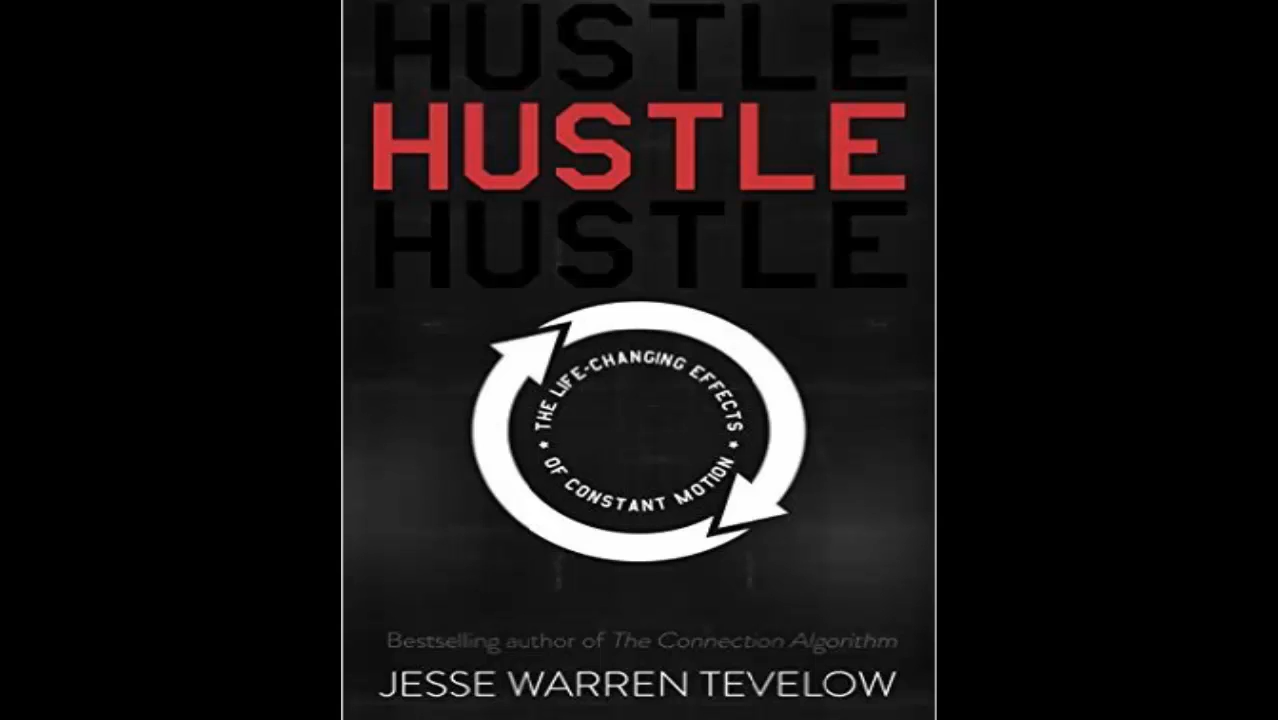 HUSTLE
HUSTLE
HUSTLE
THE LIFE-CHANGING EFFECTS
OF CONSTANT MOTION
Bestselling author of The Connection Algorithm
JESSE WARREN TEVELOW